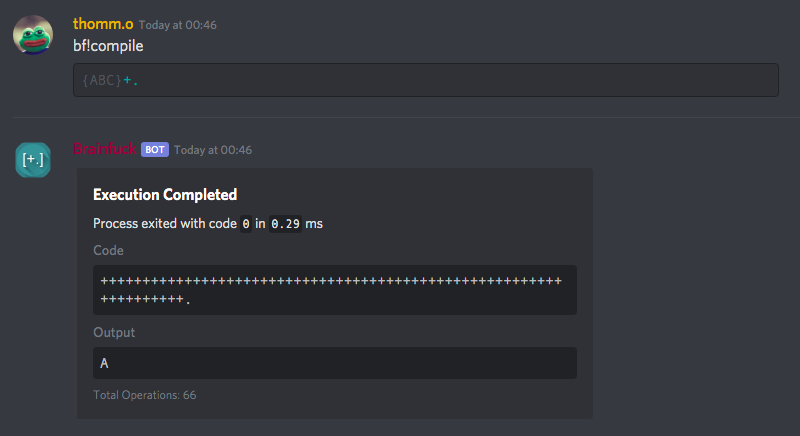 thomm.o Today at 00:46
bf!compile
{ABC}+.
[+.]
Brainfuck BOT Today at 00:46
Execution Completed
Process exited with code 0 in 0.29 ms
Code
+++++++++++++++++++++++++++++++++++++++++++++++++++++++
++++++++++.
Output
A
Total Operations: 66